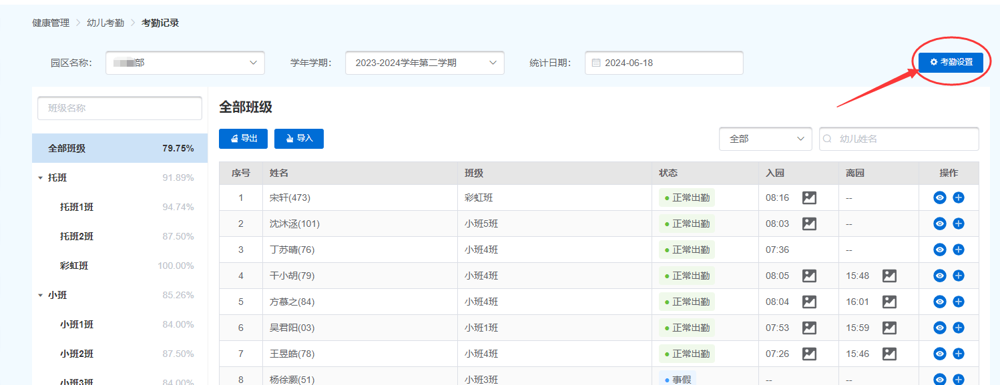 健康管理 > 幼儿考勤 > 考勤记录
园区名称: 部 学年学期: 2023-2024学年第二学期 统计日期: 2024-06-18 考勤设置
班级名称
全部班级 79.75%
托班 91.89%
托班1班 94.74%
托班2班 87.50%
彩虹班 100.00%
小班 85.26%
小班1班 84.00%
小班2班 87.50%
小班3班 84.00%
全部班级
导出 导入 全部 幼儿姓名
序号 姓名 班级 状态 入园 离园 操作
1 宋轩(473) 彩虹班 正常出勤 08:16 --
2 沈沐涵(101) 小班5班 正常出勤 08:03 --
3 丁苏晴(76) 小班4班 正常出勤 07:36 --
4 干小胡(79) 小班4班 正常出勤 08:05 15:48
5 方慕之(84) 小班4班 正常出勤 08:04 16:01
6 吴君阳(03) 小班1班 正常出勤 07:53 15:59
7 王昱皓(78) 小班4班 正常出勤 07:26 15:46
8 杨徐灏(51) 小班3班 事假 -- --